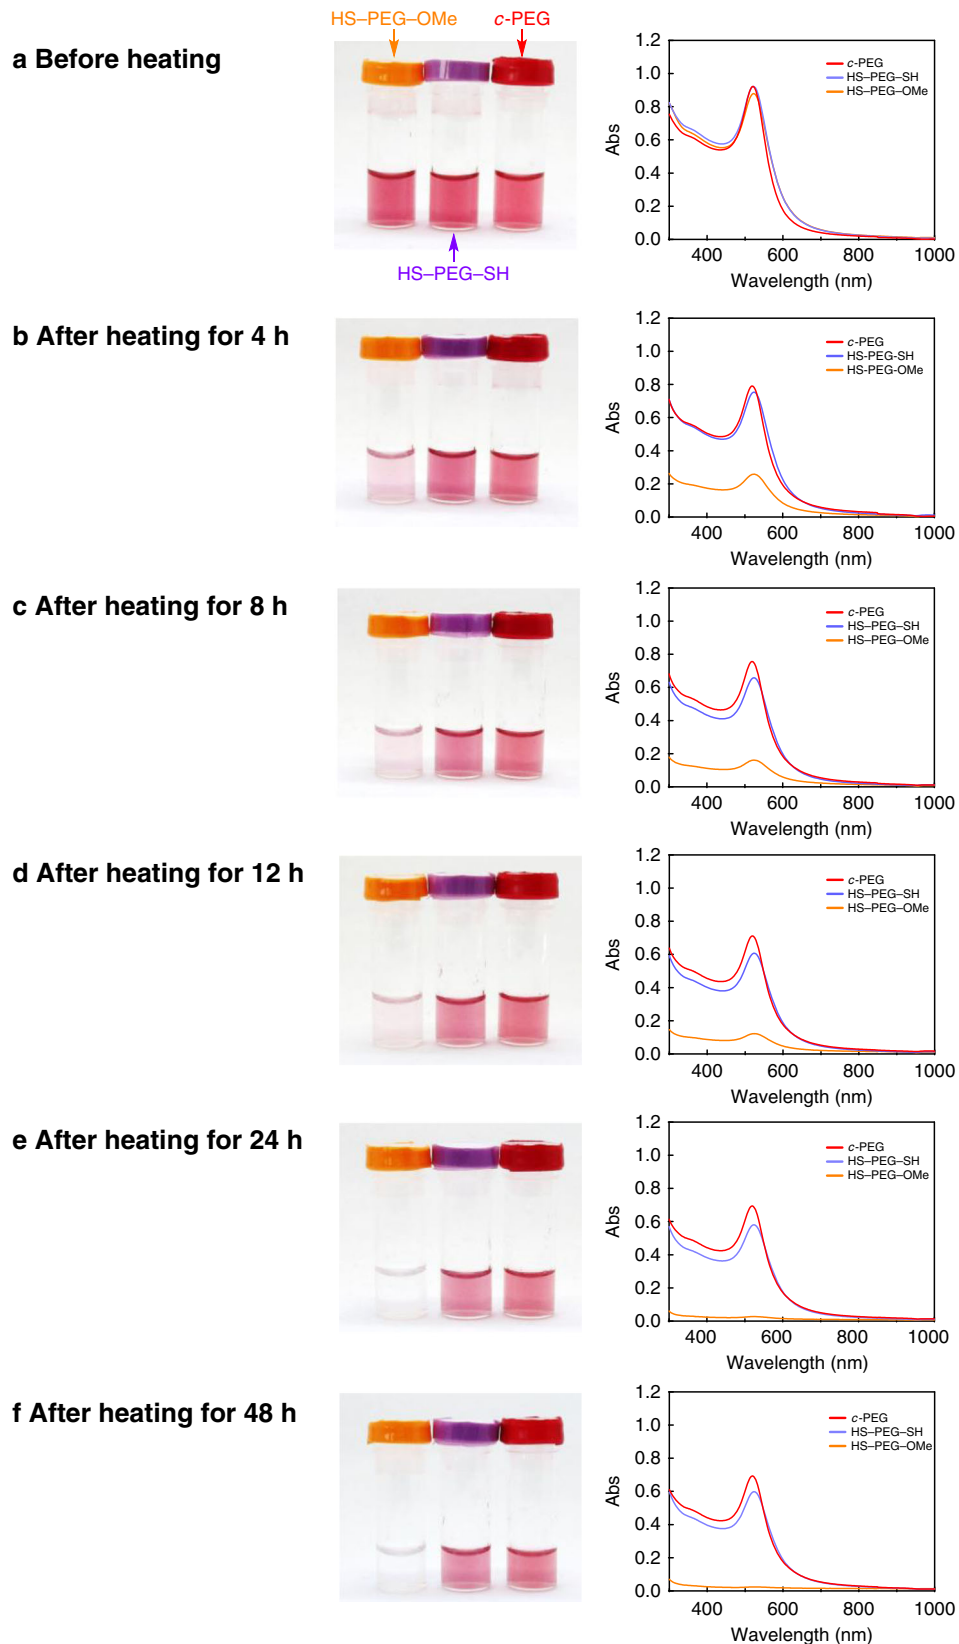 HS–PEG–OMe
c-PEG
a Before heating
HS–PEG–SH
1.2
1.0
0.8
0.6
0.4
0.2
0.0
Abs
c-PEG
HS–PEG–SH
HS–PEG–OMe
400 600 800 1000
Wavelength (nm)
b After heating for 4 h
1.2
1.0
0.8
0.6
0.4
0.2
0.0
Abs
c-PEG
HS-PEG-SH
HS-PEG-OMe
400 600 800 1000
Wavelength (nm)
c After heating for 8 h
1.2
1.0
0.8
0.6
0.4
0.2
0.0
Abs
c-PEG
HS–PEG–SH
HS–PEG–OMe
400 600 800 1000
Wavelength (nm)
d After heating for 12 h
1.2
1.0
0.8
0.6
0.4
0.2
0.0
Abs
c-PEG
HS–PEG–SH
HS–PEG–OMe
400 600 800 1000
Wavelength (nm)
e After heating for 24 h
1.2
1.0
0.8
0.6
0.4
0.2
0.0
Abs
c-PEG
HS–PEG–SH
HS–PEG–OMe
400 600 800 1000
Wavelength (nm)
f After heating for 48 h
1.2
1.0
0.8
0.6
0.4
0.2
0.0
Abs
c-PEG
HS–PEG–SH
HS–PEG–OMe
400 600 800 1000
Wavelength (nm)